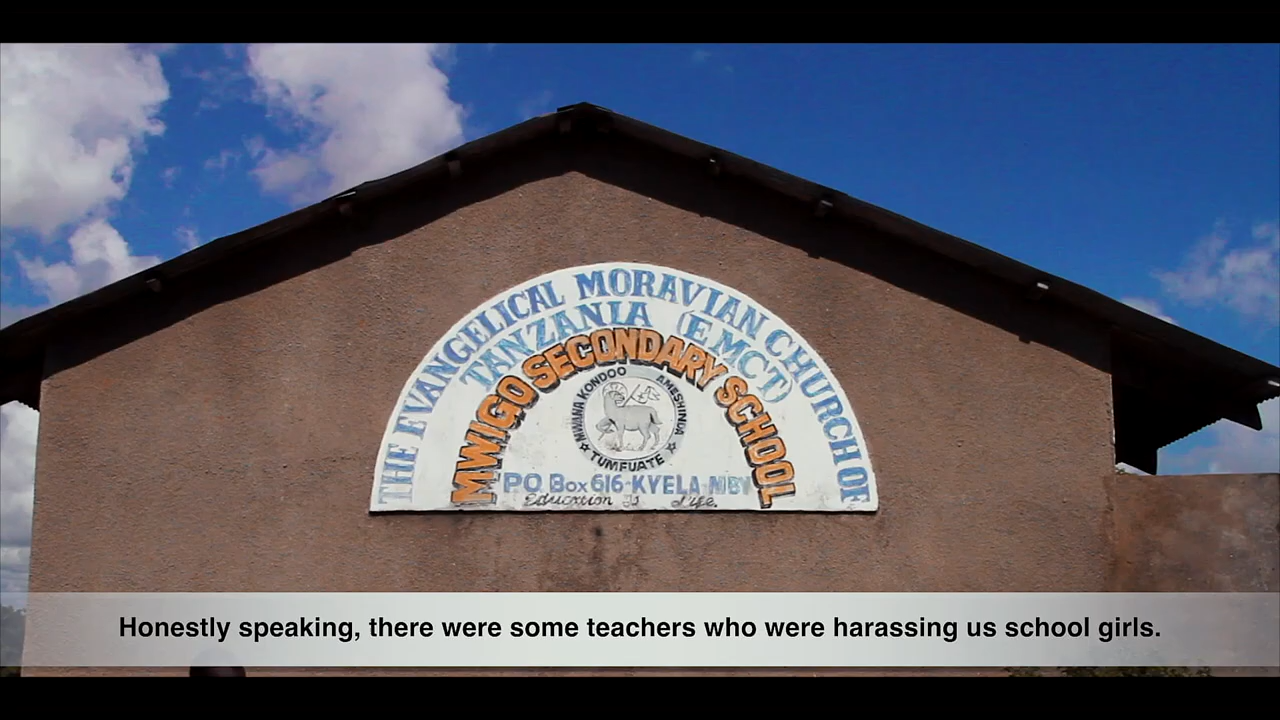 THE EVANGELICAL MORAVIAN CHURCH OF
TANZANIA (EMCT)
MWIGO SECONDARY SCHOOL
MWANA KONDOO AMESHINDA
TUMFUATE
P.O. Box 616-KYELA-MBY
Education is Life.
Honestly speaking, there were some teachers who were harassing us school girls.